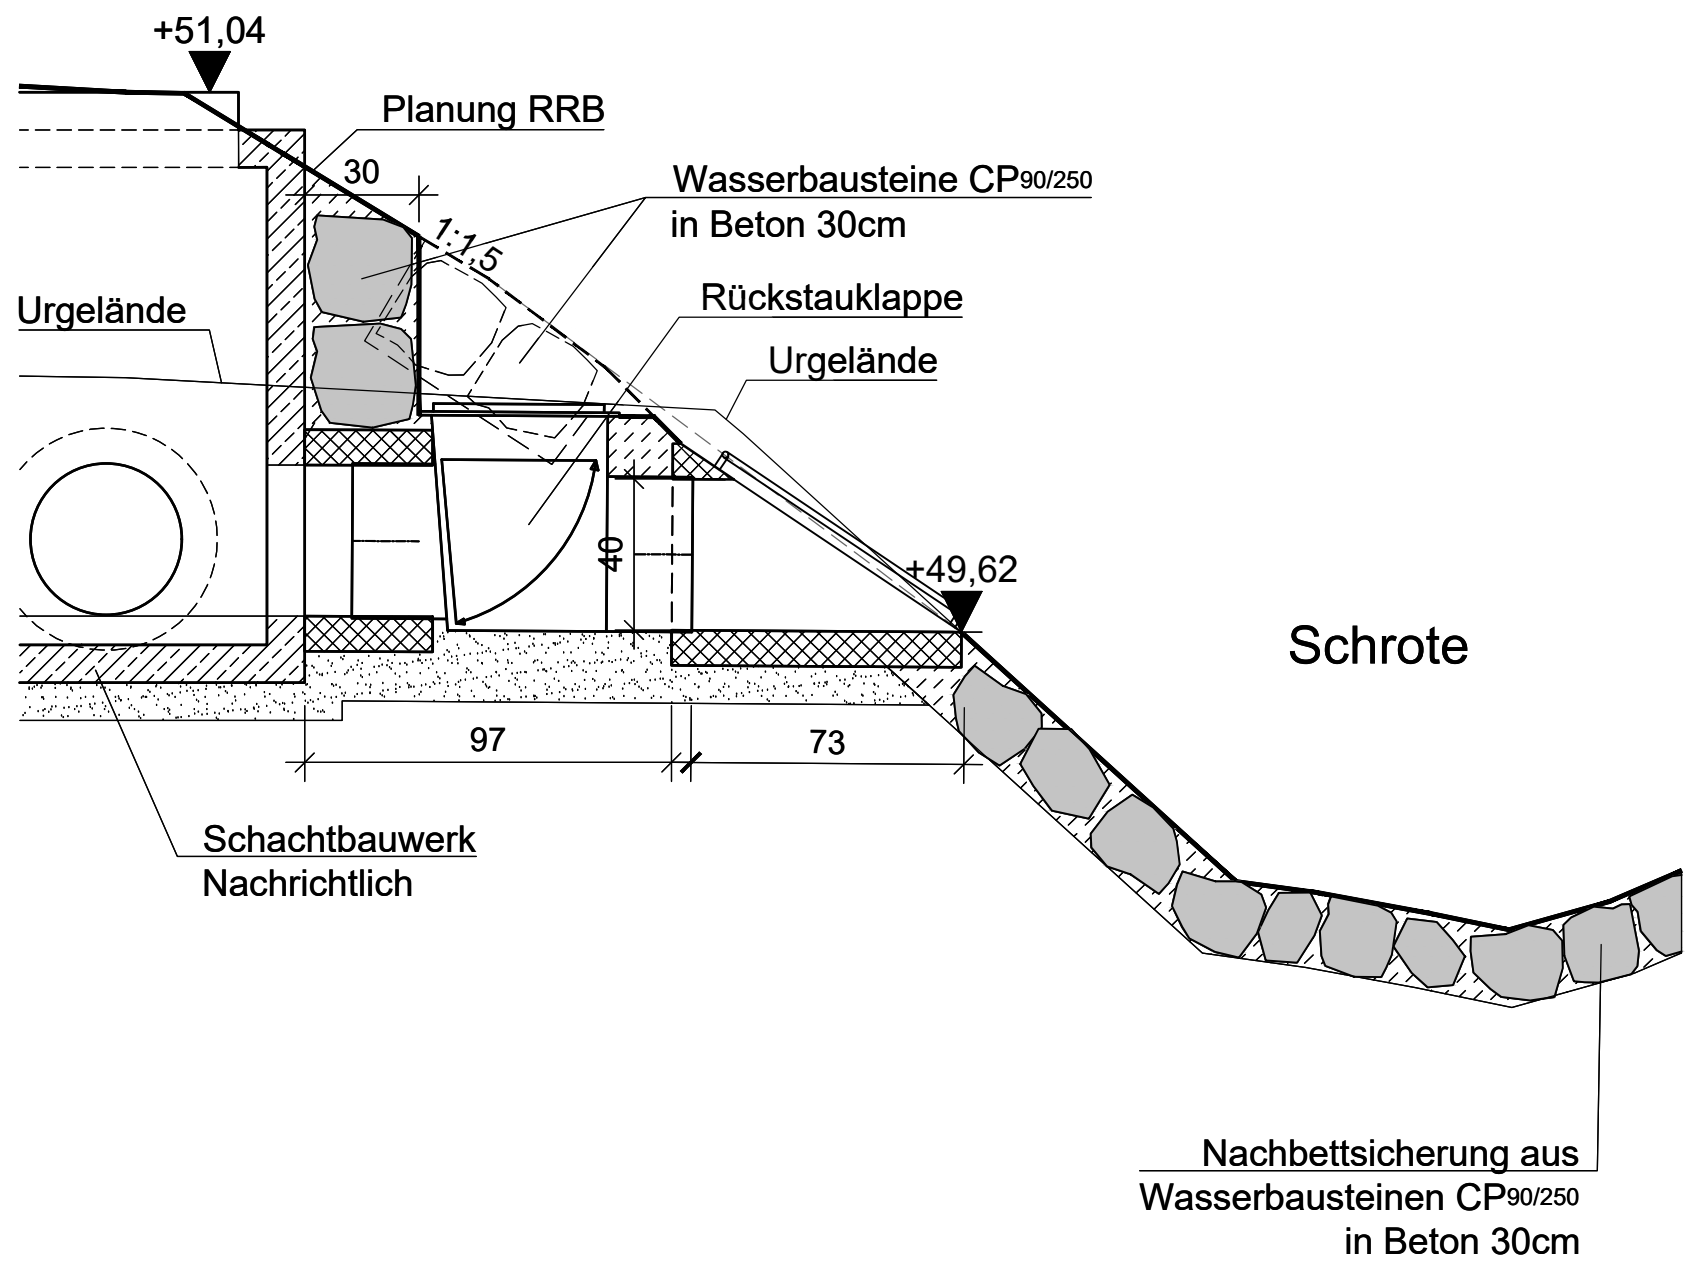 +51,04
Planung RRB
30
Wasserbausteine CP90/250
in Beton 30cm
1:1,5
Rückstauklappe
Urgelände
Urgelände
40
+49,62
Schrote
97
73
Schachtbauwerk
Nachrichtlich
Nachbettsicherung aus
Wasserbausteinen CP90/250
in Beton 30cm